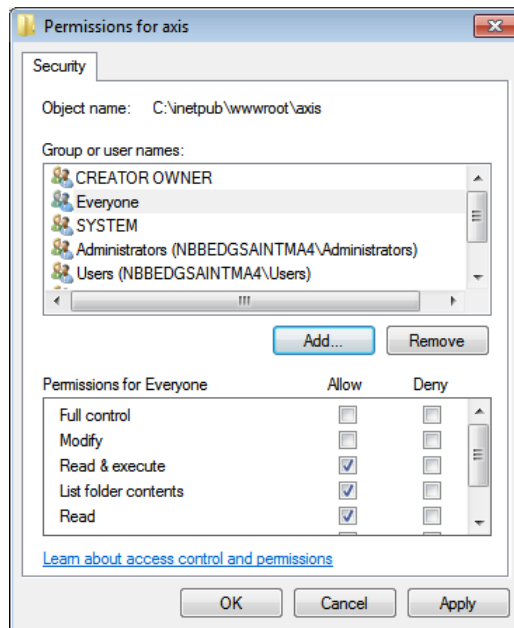 Permissions for axis
Security
Object name: C:\inetpub\wwwroot\axis
Group or user names:
CREATOR OWNER
Everyone
SYSTEM
Administrators (NBBEDGSAINTMA4\Administrators)
Users (NBBEDGSAINTMA4\Users)
Add... Remove
Permissions for Everyone Allow Deny
Full control
Modify
Read & execute
List folder contents
Read
Learn about access control and permissions
OK Cancel Apply